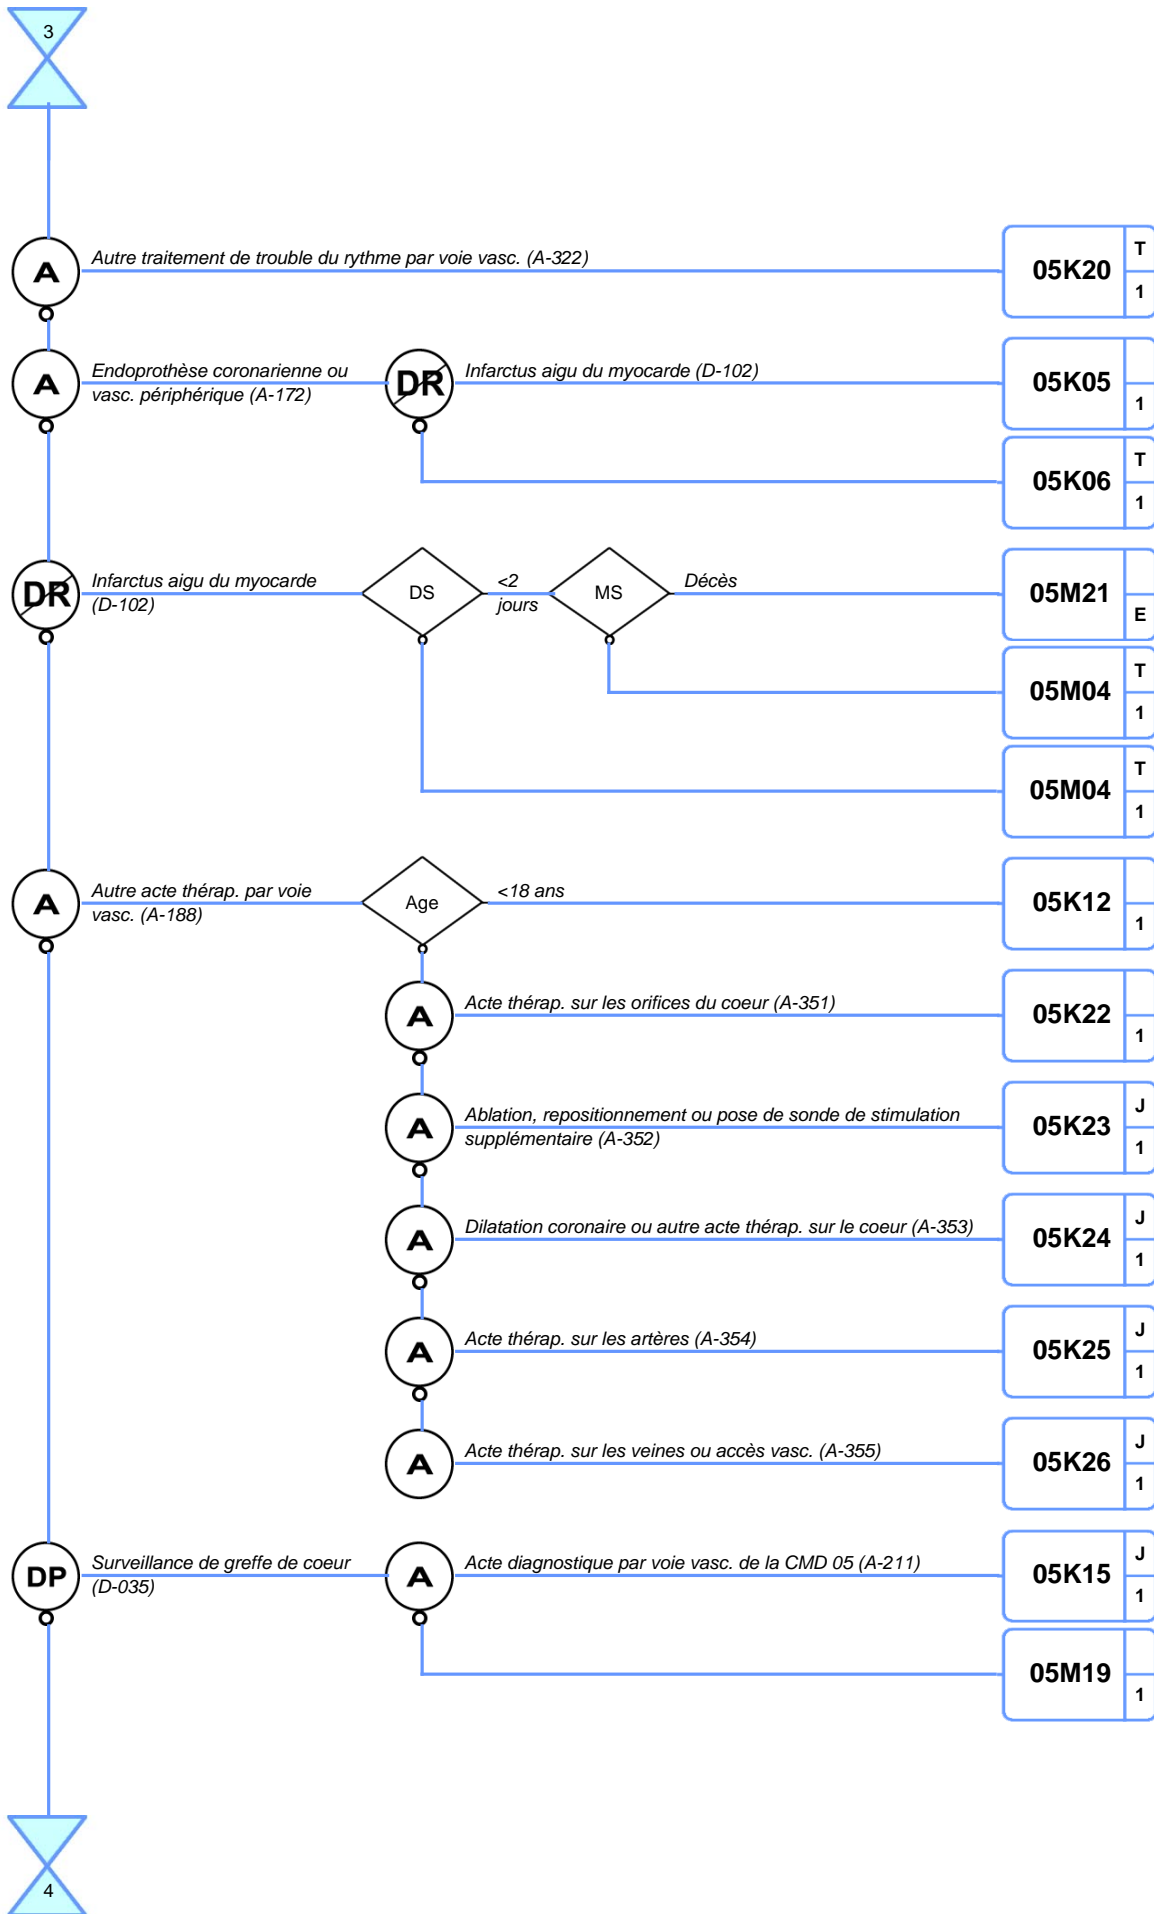 3
A
Autre traitement de trouble du rythme par voie vasc. (A-322)
05K20
T
1
A
Endoprothèse coronarienne ou
vasc. périphérique (A-172)
DR
Infarctus aigu du myocarde (D-102)
05K05
1
05K06
T
1
DR
Infarctus aigu du myocarde
(D-102)
DS
<2
jours
MS
Décès
05M21
E
05M04
T
1
05M04
T
1
A
Autre acte thérap. par voie
vasc. (A-188)
Age
<18 ans
05K12
1
A
Acte thérap. sur les orifices du coeur (A-351)
05K22
1
A
Ablation, repositionnement ou pose de sonde de stimulation
supplémentaire (A-352)
05K23
J
1
A
Dilatation coronaire ou autre acte thérap. sur le coeur (A-353)
05K24
J
1
A
Acte thérap. sur les artères (A-354)
05K25
J
1
A
Acte thérap. sur les veines ou accès vasc. (A-355)
05K26
J
1
DP
Surveillance de greffe de coeur
(D-035)
A
Acte diagnostique par voie vasc. de la CMD 05 (A-211)
05K15
J
1
05M19
1
4